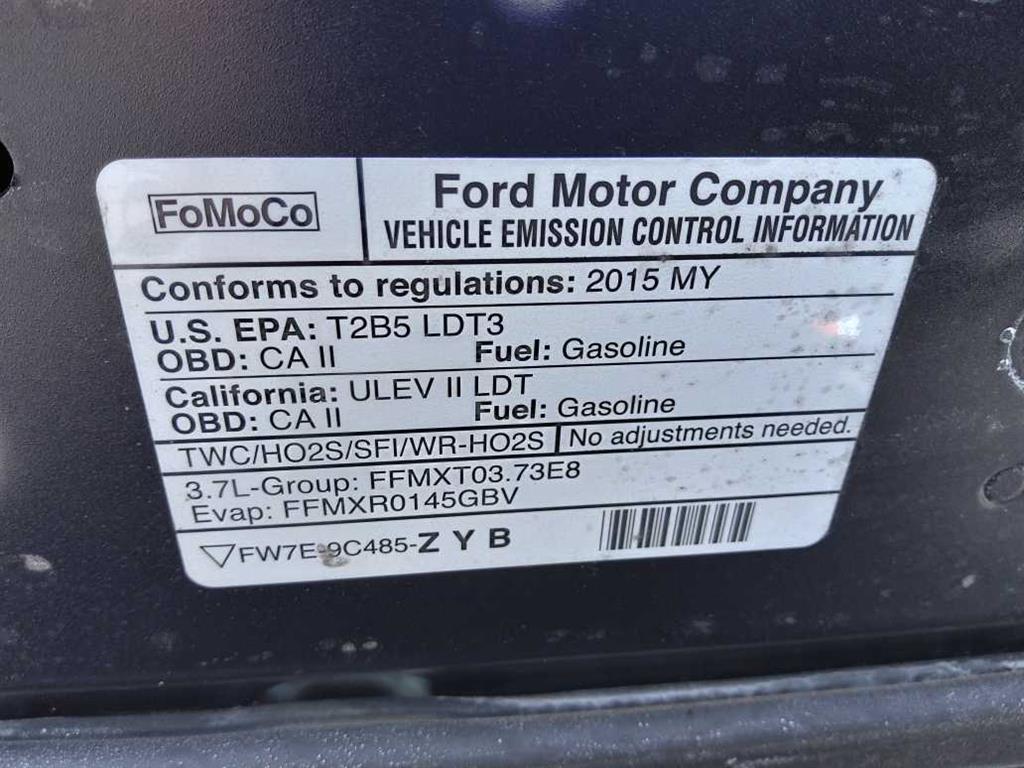 FoMoCo
Ford Motor Company
VEHICLE EMISSION CONTROL INFORMATION
Conforms to regulations: 2015 MY
U.S. EPA: T2B5 LDT3
OBD: CA II Fuel: Gasoline
California: ULEV II LDT
OBD: CA II Fuel: Gasoline
TWC/HO2S/SFI/WR-HO2S No adjustments needed.
3.7L-Group: FFMXT03.73E8
Evap: FFMXR0145GBV
FW7E-9C485-Z Y B